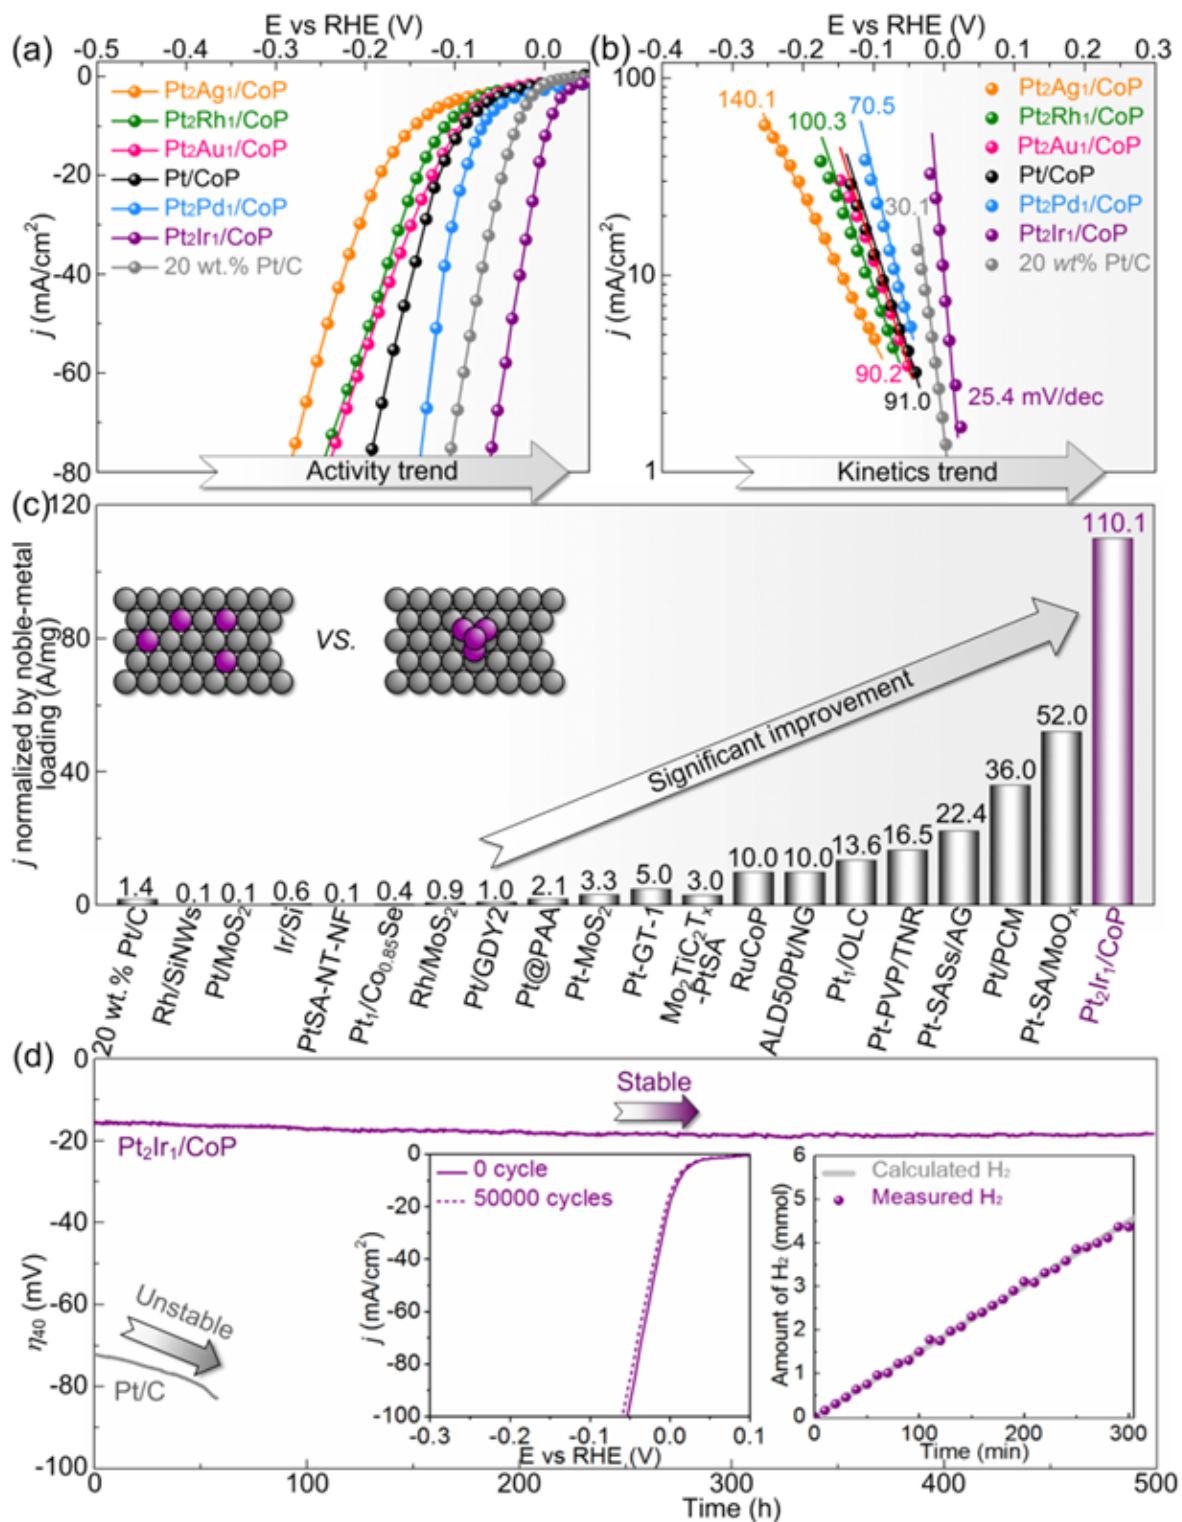 (a)
E vs RHE (V)
-0.5 -0.4 -0.3 -0.2 -0.1 0.0
0
-20
-40
-60
-80
j (mA/cm²)
Pt₂Ag₁/CoP
Pt₂Rh₁/CoP
Pt₂Au₁/CoP
Pt/CoP
Pt₂Pd₁/CoP
Pt₂Ir₁/CoP
20 wt.% Pt/C
Activity trend
(b)
E vs RHE (V)
-0.4 -0.3 -0.2 -0.1 0.0 0.1 0.2 0.3
100
10
1
j (mA/cm²)
140.1
100.3
70.5
30.1
90.2
91.0
25.4 mV/dec
Pt₂Ag₁/CoP
Pt₂Rh₁/CoP
Pt₂Au₁/CoP
Pt/CoP
Pt₂Pd₁/CoP
Pt₂Ir₁/CoP
20 wt% Pt/C
Kinetics trend
(c)
120
80
40
0
j normalized by noble-metal
loading (A/mg)
VS.
Significant improvement
1.4 0.1 0.1 0.6 0.1 0.4 0.9 1.0 2.1 3.3 5.0 3.0 10.0 10.0 13.6 16.5 22.4 36.0 52.0 110.1
20 wt.% Pt/C
Rh/SiNWs
Pt/MoS₂
Ir/Si
PtSA-NT-NF
Pt₁/Co₀.₈₅Se
Rh/MoS₂
Pt/GDY2
Pt@PAA
Pt-MoS₂
Pt-GT-1
Mo₂TiC₂Tₓ
-PtSA
RuCoP
ALD50Pt/NG
Pt₁/OLC
Pt-PVP/TNR
Pt-SASs/AG
Pt/PCM
Pt-SA/MoOₓ
Pt₂Ir₁/CoP
(d)
0
-20
-40
-60
-80
-100
η₄₀ (mV)
Stable
Pt₂Ir₁/CoP
Unstable
Pt/C
0 cycle
50000 cycles
0
-20
-40
-60
-80
-100
j (mA/cm²)
-0.3 -0.2 -0.1 0.0 0.1
E vs RHE (V)
Calculated H₂
Measured H₂
6
5
4
3
2
1
0
Amount of H₂ (mmol)
0 100 200 300
Time (min)
0 100 200 300 400 500
Time (h)